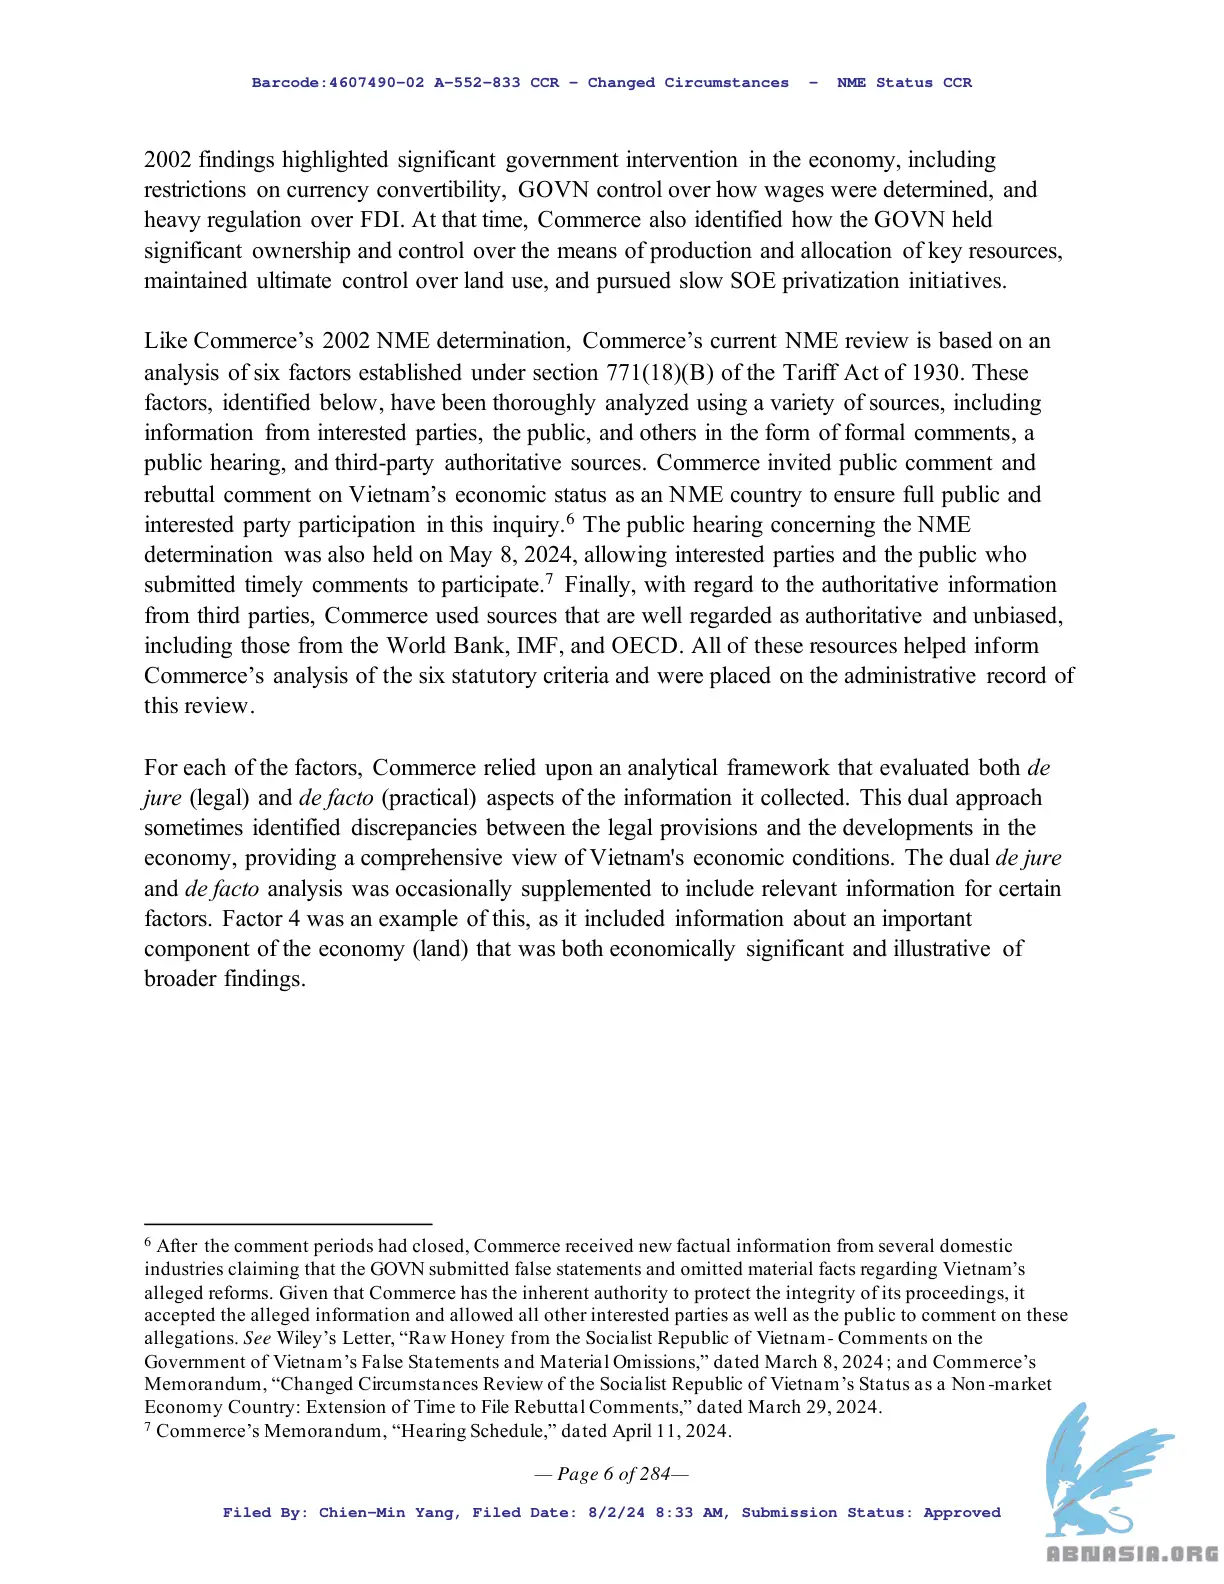 Barcode:4607490-02 A-552-833 CCR - Changed Circumstances - NME Status CCR
2002 findings highlighted significant government intervention in the economy, including
restrictions on currency convertibility, GOVN control over how wages were determined, and
heavy regulation over FDI. At that time, Commerce also identified how the GOVN held
significant ownership and control over the means of production and allocation of key resources,
maintained ultimate control over land use, and pursued slow SOE privatization initiatives.
Like Commerce’s 2002 NME determination, Commerce’s current NME review is based on an
analysis of six factors established under section 771(18)(B) of the Tariff Act of 1930. These
factors, identified below, have been thoroughly analyzed using a variety of sources, including
information from interested parties, the public, and others in the form of formal comments, a
public hearing, and third-party authoritative sources. Commerce invited public comment and
rebuttal comment on Vietnam’s economic status as an NME country to ensure full public and
interested party participation in this inquiry.6 The public hearing concerning the NME
determination was also held on May 8, 2024, allowing interested parties and the public who
submitted timely comments to participate.7 Finally, with regard to the authoritative information
from third parties, Commerce used sources that are well regarded as authoritative and unbiased,
including those from the World Bank, IMF, and OECD. All of these resources helped inform
Commerce’s analysis of the six statutory criteria and were placed on the administrative record of
this review.
For each of the factors, Commerce relied upon an analytical framework that evaluated both de
jure (legal) and de facto (practical) aspects of the information it collected. This dual approach
sometimes identified discrepancies between the legal provisions and the developments in the
economy, providing a comprehensive view of Vietnam's economic conditions. The dual de jure
and de facto analysis was occasionally supplemented to include relevant information for certain
factors. Factor 4 was an example of this, as it included information about an important
component of the economy (land) that was both economically significant and illustrative of
broader findings.
6 After the comment periods had closed, Commerce received new factual information from several domestic
industries claiming that the GOVN submitted false statements and omitted material facts regarding Vietnam’s
alleged reforms. Given that Commerce has the inherent authority to protect the integrity of its proceedings, it
accepted the alleged information and allowed all other interested parties as well as the public to comment on these
allegations. See Wiley’s Letter, “Raw Honey from the Socialist Republic of Vietnam- Comments on the
Government of Vietnam’s False Statements and Material Omissions,” dated March 8, 2024; and Commerce’s
Memorandum, “Changed Circumstances Review of the Socialist Republic of Vietnam’s Status as a Non-market
Economy Country: Extension of Time to File Rebuttal Comments,” dated March 29, 2024.
7 Commerce’s Memorandum, “Hearing Schedule,” dated April 11, 2024.
— Page 6 of 284—
Filed By: Chien-Min Yang, Filed Date: 8/2/24 8:33 AM, Submission Status: Approved
ABNASIA.ORG